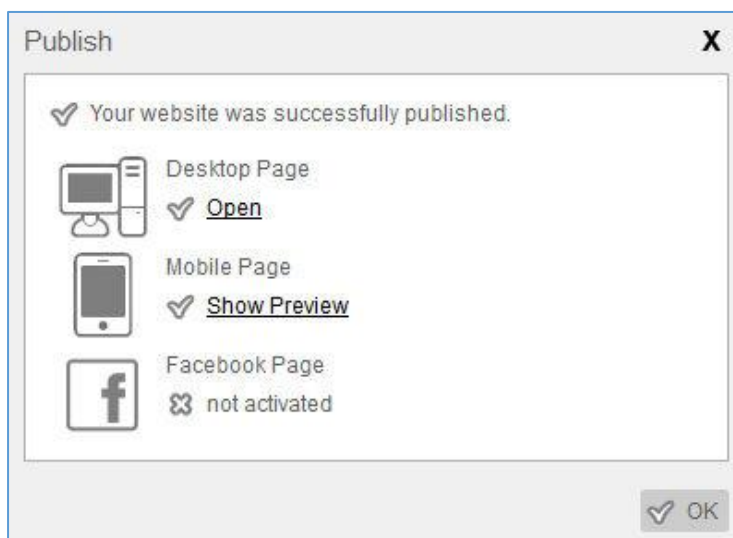 Publish X
Your website was successfully published.
Desktop Page
Open
Mobile Page
Show Preview
Facebook Page
not activated
OK